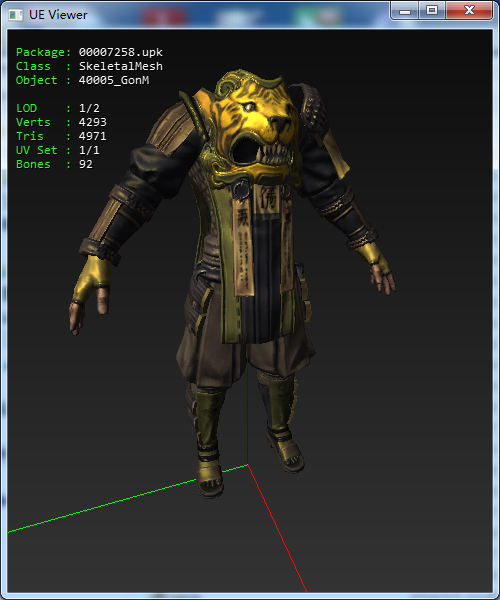 UE Viewer
Package: 00007258.upk
Class : SkeletalMesh
Object : 40005_GonM
LOD : 1/2
Verts : 4293
Tris : 4971
UV Set : 1/1
Bones : 92